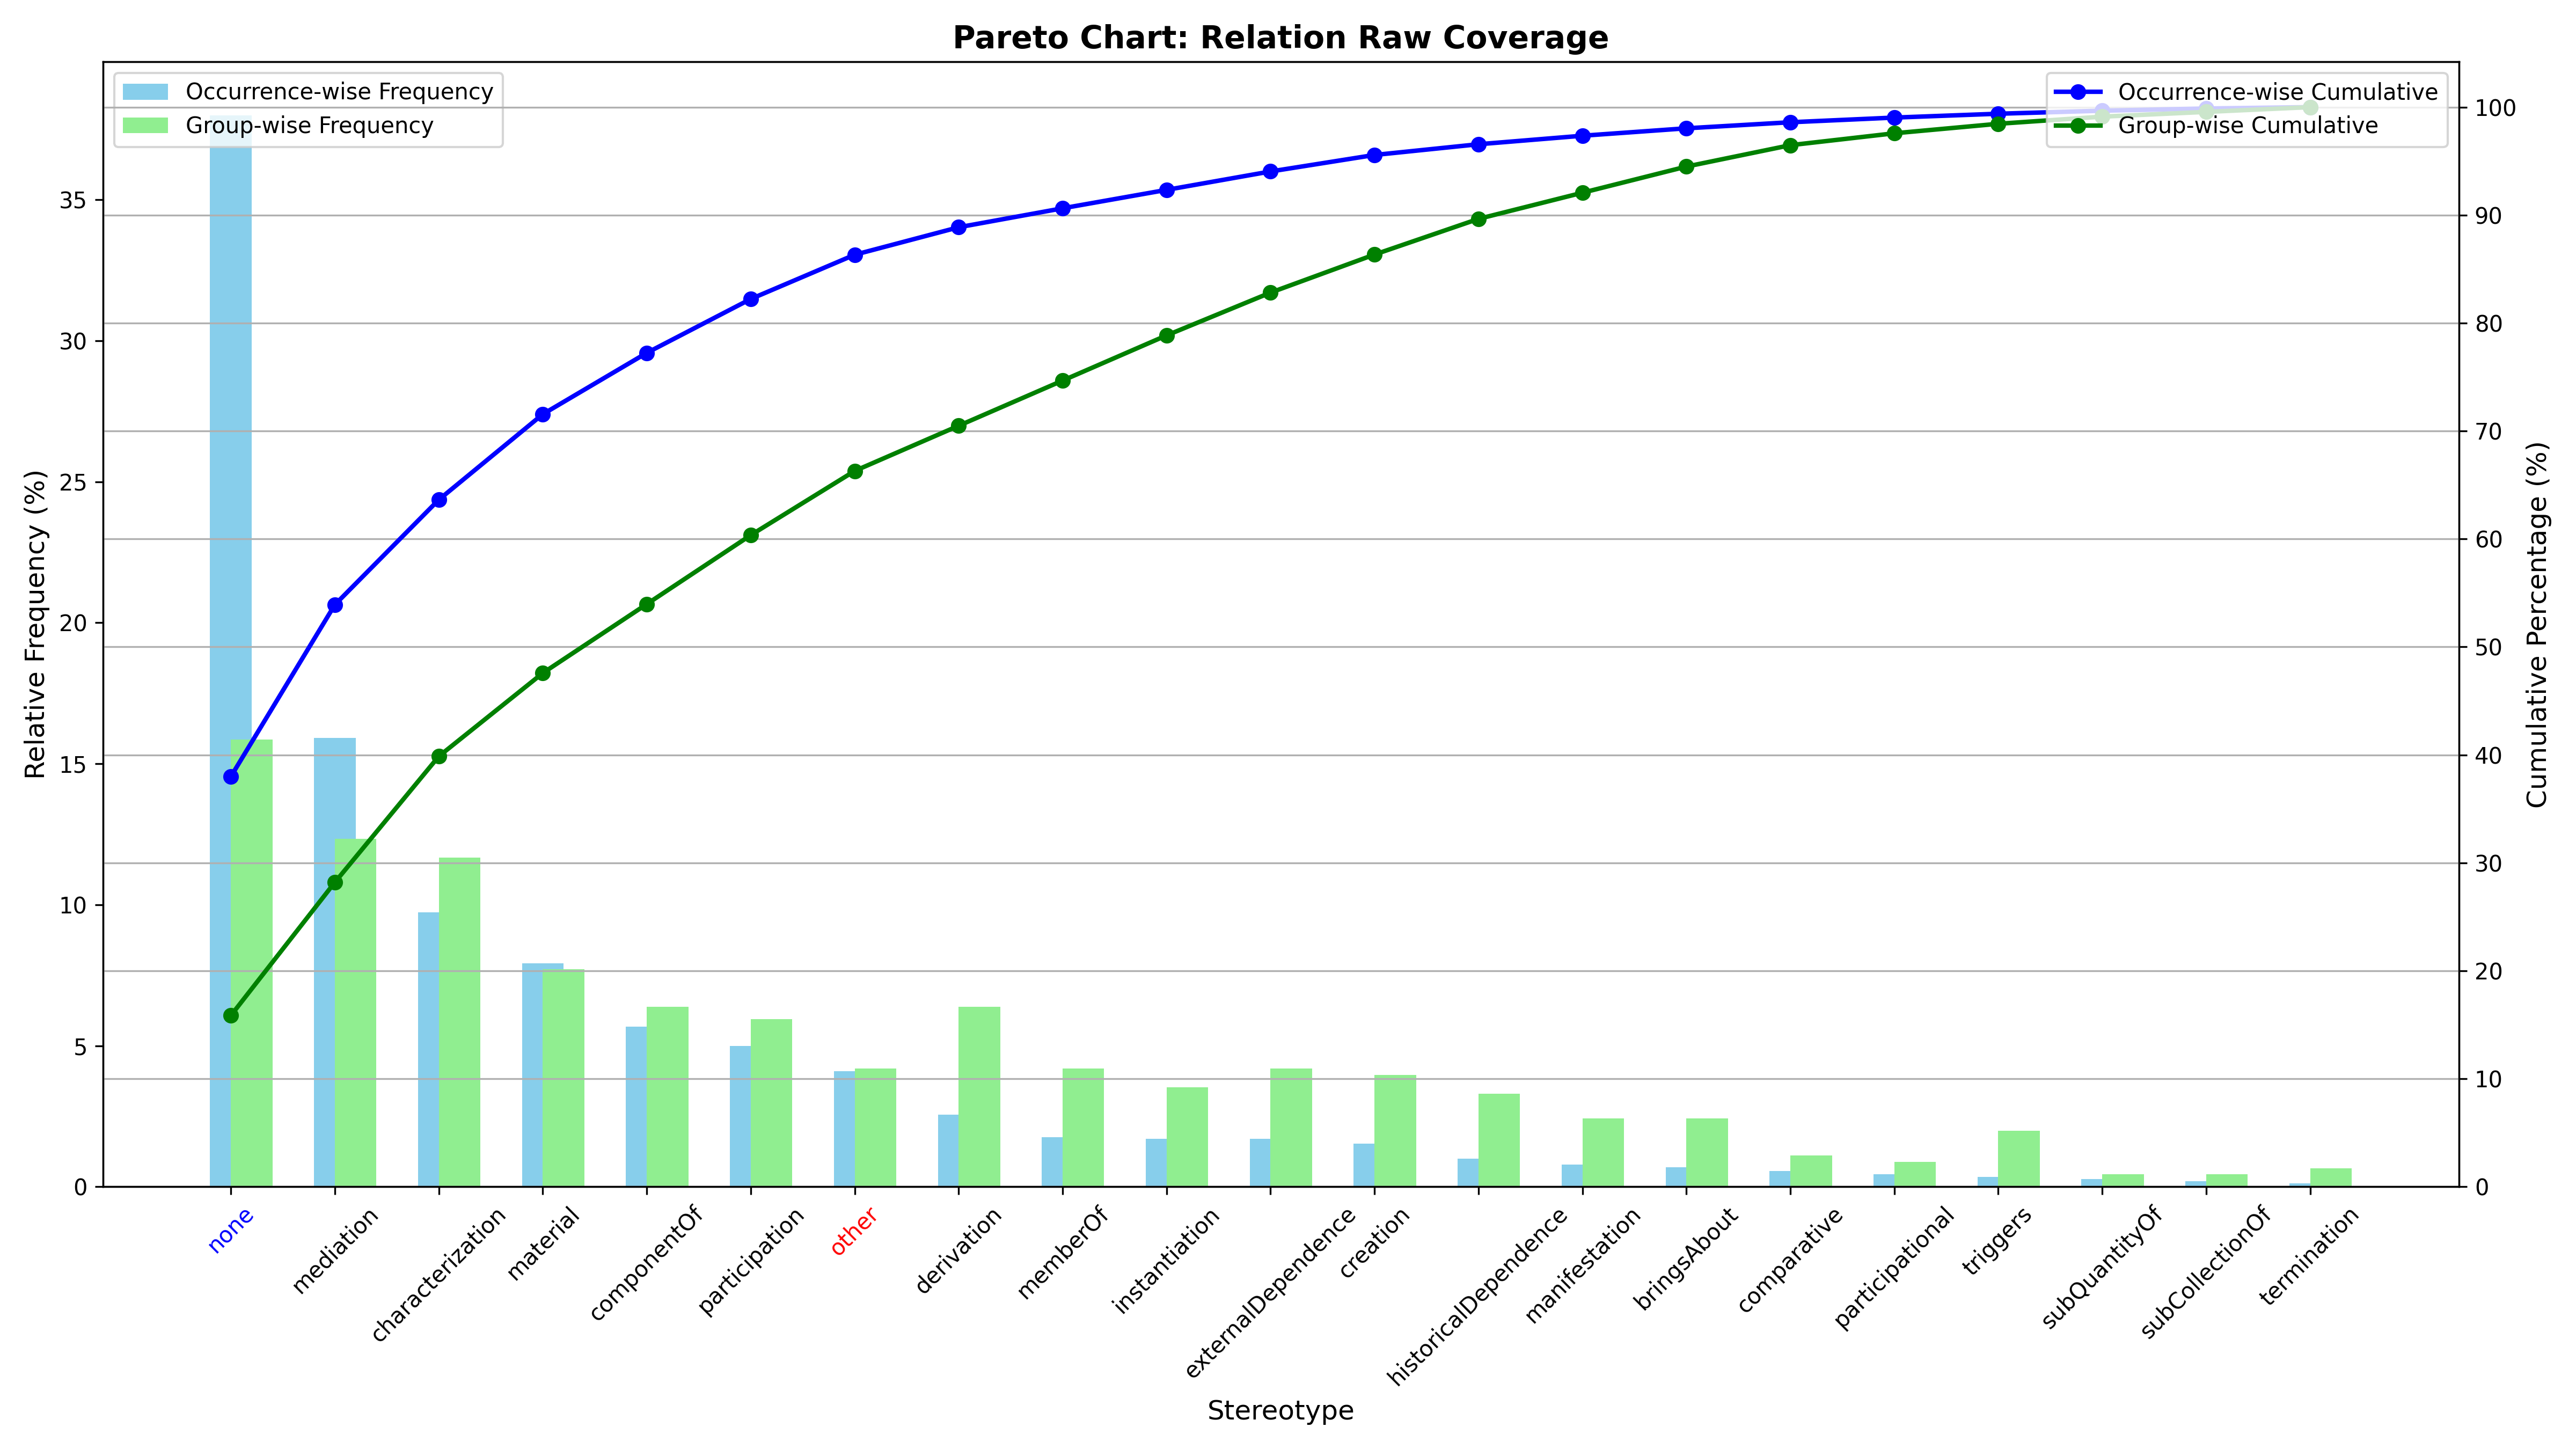 Pareto Chart: Relation Raw Coverage
Occurrence-wise Frequency
Group-wise Frequency
Occurrence-wise Cumulative
Group-wise Cumulative
Relative Frequency (%)
35
30
25
20
15
10
5
0
100
90
80
70
60
50
40
30
20
10
0
Cumulative Percentage (%)
none
mediation
characterization
material
componentOf
participation
other
derivation
memberOf
instantiation
externalDependence
creation
historicalDependence
manifestation
bringsAbout
comparative
participational
triggers
subQuantityOf
subCollectionOf
termination
Stereotype